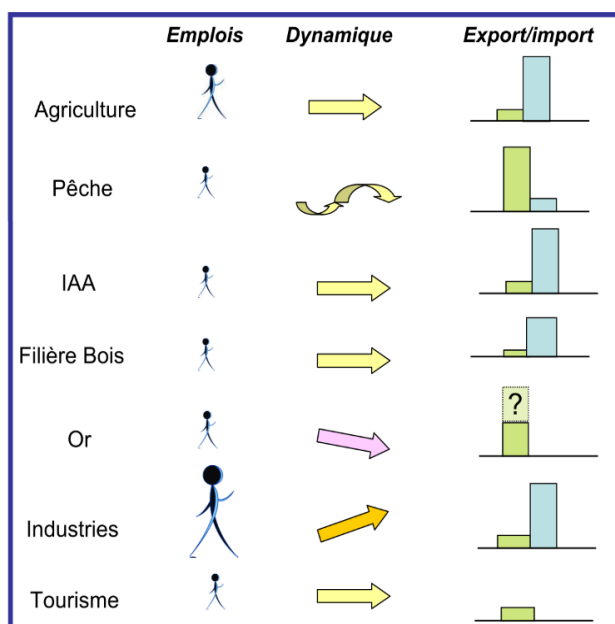 Emplois Dynamique Export/import
Agriculture
Pêche
IAA
Filière Bois
?
Or
Industries
Tourisme